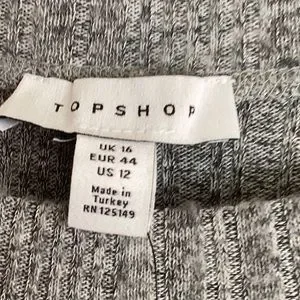 TOPSHOP
UK 16
EUR 44
US 12
Made in
Turkey
RN 125149